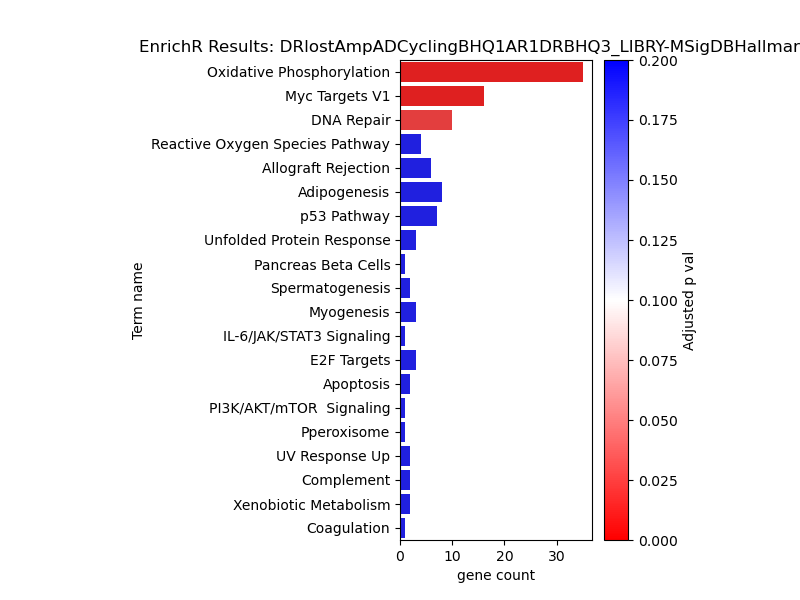 EnrichR Results: DRlostAmpADCyclingBHQ1AR1DRBHQ3_LIBRY-MSigDBHallmar
Oxidative Phosphorylation
Myc Targets V1
DNA Repair
Reactive Oxygen Species Pathway
Allograft Rejection
Adipogenesis
p53 Pathway
Unfolded Protein Response
Pancreas Beta Cells
Spermatogenesis
Myogenesis
IL-6/JAK/STAT3 Signaling
E2F Targets
Apoptosis
PI3K/AKT/mTOR  Signaling
Pperoxisome
UV Response Up
Complement
Xenobiotic Metabolism
Coagulation
Term name
0 10 20 30
gene count
0.200
0.175
0.150
0.125
0.100
0.075
0.050
0.025
0.000
Adjusted p val